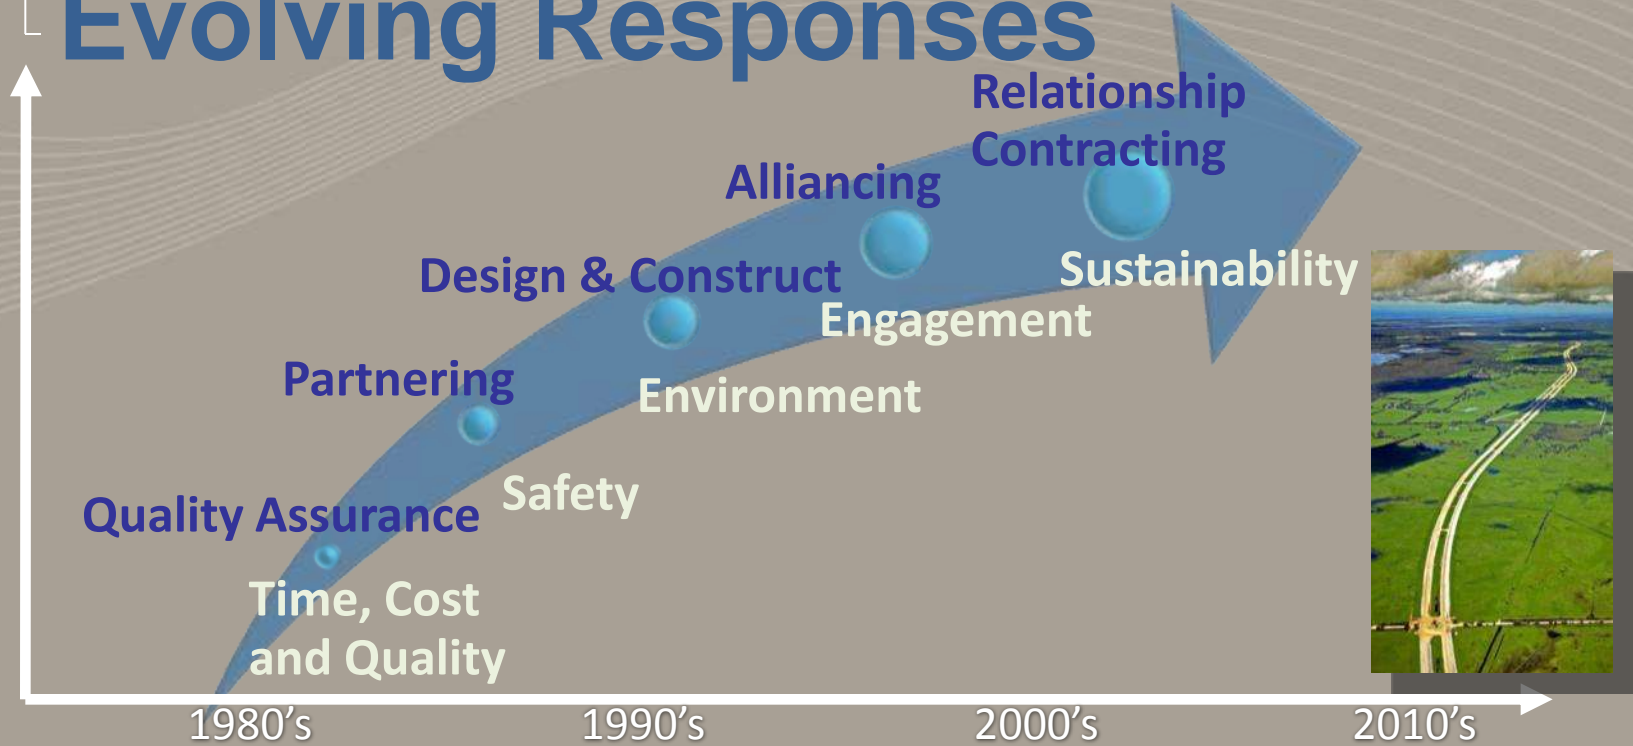 Evolving Responses
Relationship
Contracting
Alliancing
Design & Construct
Sustainability
Engagement
Partnering
Environment
Quality Assurance
Safety
Time, Cost
and Quality
1980’s
1990’s
2000’s
2010’s